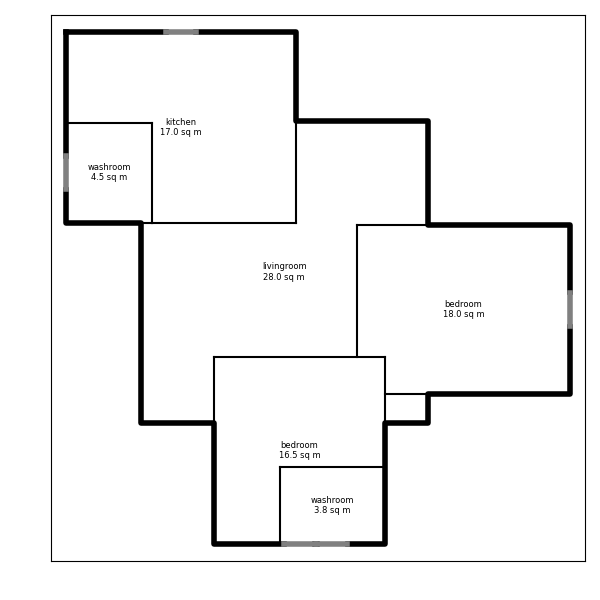 kitchen
17.0 sq m
washroom
4.5 sq m
livingroom
28.0 sq m
bedroom
18.0 sq m
bedroom
16.5 sq m
washroom
3.8 sq m